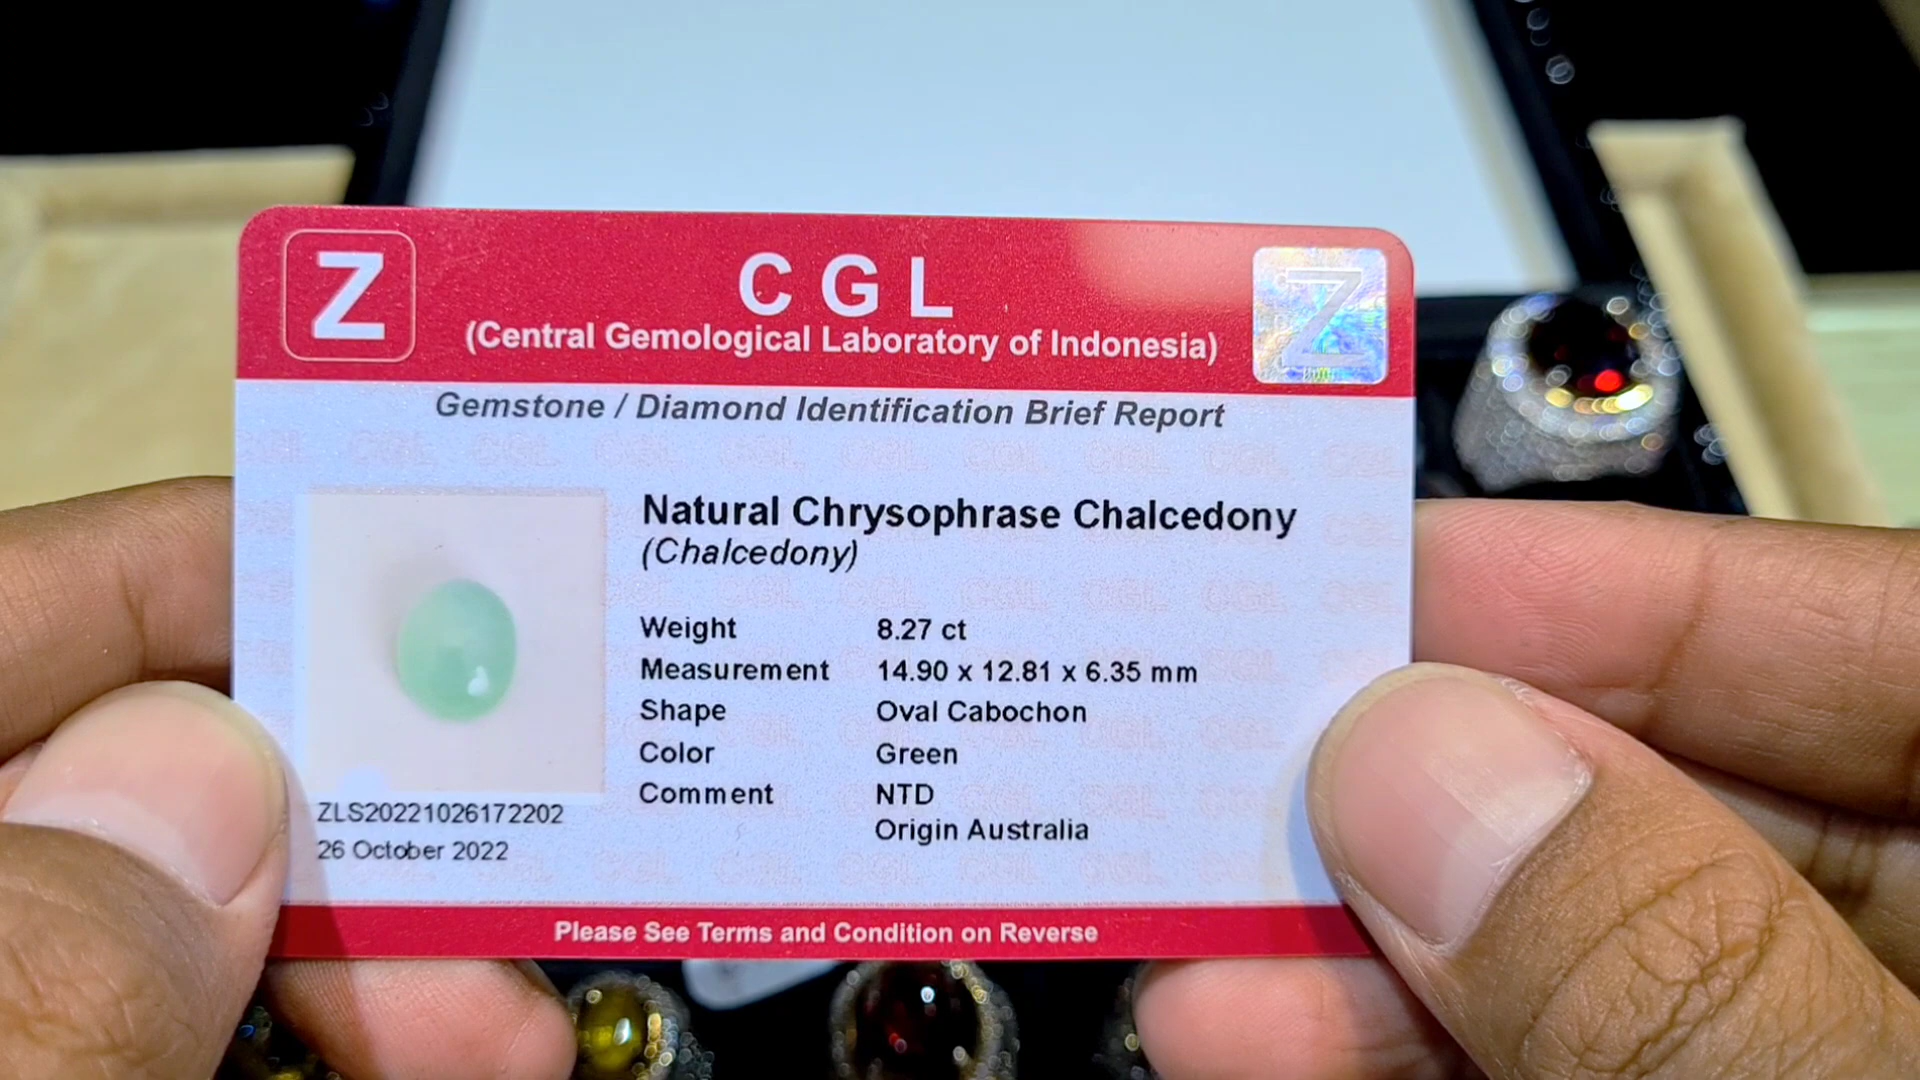 Z
C G L
(Central Gemological Laboratory of Indonesia)
Z
Gemstone / Diamond Identification Brief Report
Natural Chrysophrase Chalcedony
(Chalcedony)
Weight 8.27 ct
Measurement 14.90 x 12.81 x 6.35 mm
Shape Oval Cabochon
Color Green
Comment NTD
Origin Australia
ZLS20221026172202
26 October 2022
Please See Terms and Condition on Reverse